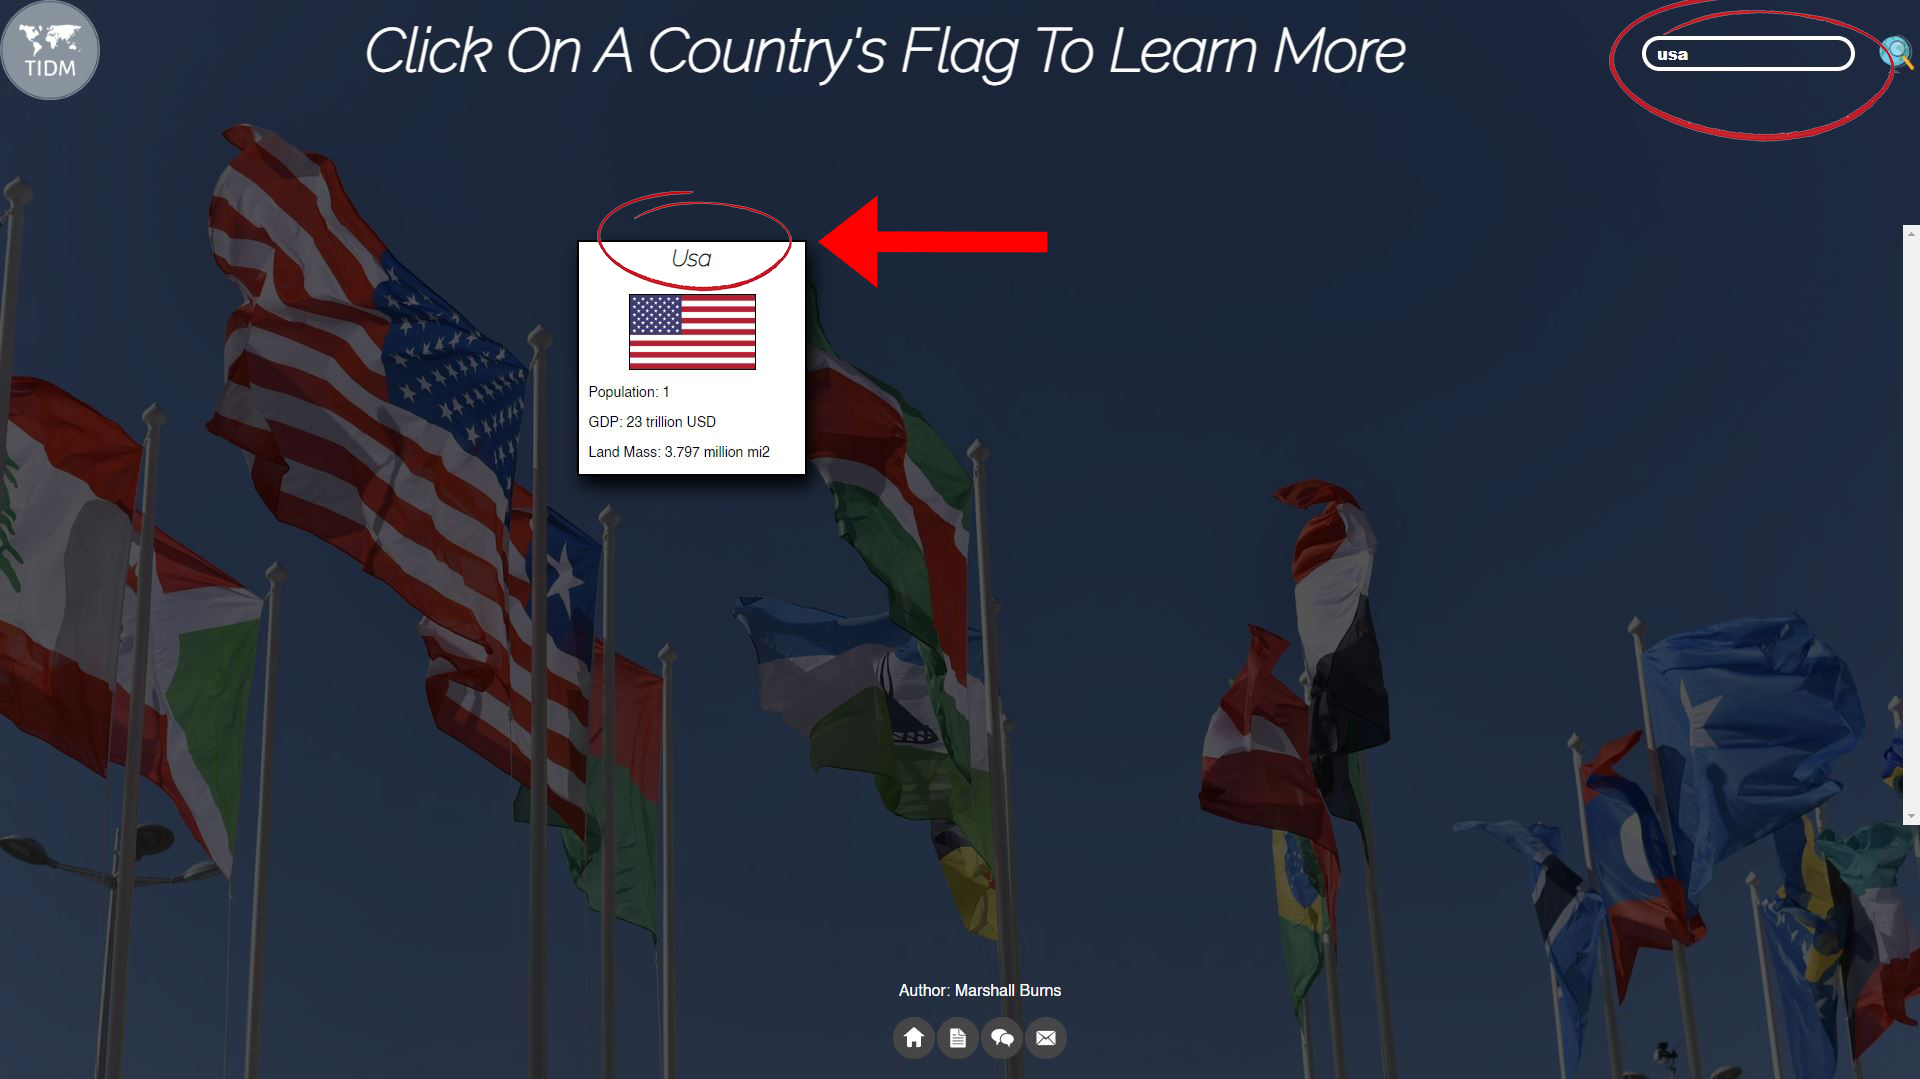 TIDM
Click On A Country's Flag To Learn More
usa
Usa
Population: 1
GDP: 23 trillion USD
Land Mass: 3.797 million mi2
Author: Marshall Burns